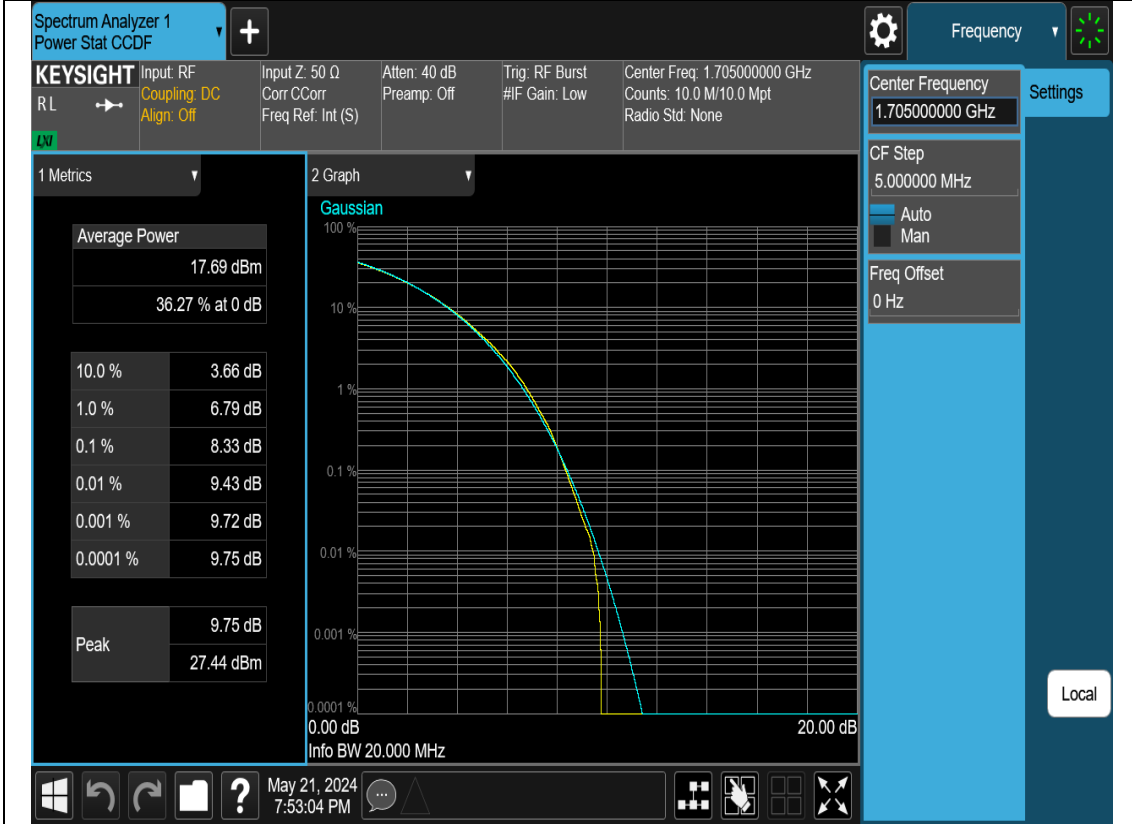 Spectrum Analyzer 1
Power Stat CCDF
▼
+
Frequency
▼
KEYSIGHT
RL
LXI
Input: RF
Coupling: DC
Align: Off
Input Z: 50 Ω
Corr CCorr
Freq Ref: Int (S)
Atten: 40 dB
Preamp: Off
Trig: RF Burst
#IF Gain: Low
Center Freq: 1.705000000 GHz
Counts: 10.0 M/10.0 Mpt
Radio Std: None
Center Frequency
1.705000000 GHz
Settings
CF Step
5.000000 MHz
Auto
Man
Freq Offset
0 Hz
1 Metrics ▼
Average Power
17.69 dBm
36.27 % at 0 dB
10.0 % 3.66 dB
1.0 % 6.79 dB
0.1 % 8.33 dB
0.01 % 9.43 dB
0.001 % 9.72 dB
0.0001 % 9.75 dB
Peak
9.75 dB
27.44 dBm
2 Graph ▼
Gaussian
100 %
10 %
1 %
0.1 %
0.01 %
0.001 %
0.0001 %
0.00 dB 20.00 dB
Info BW 20.000 MHz
Local
?
May 21, 2024
7:53:04 PM